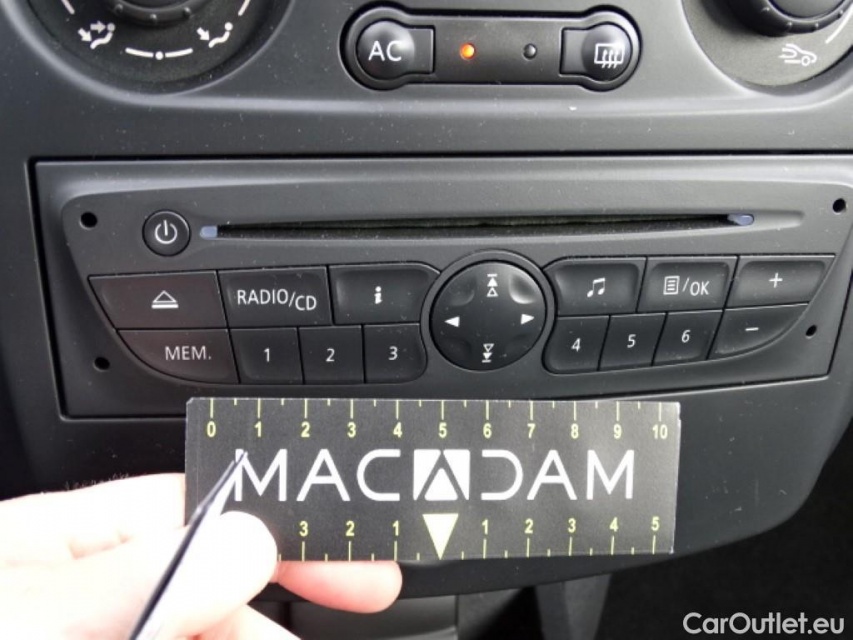 AC
RADIO/CD
i
/OK
+
MEM.
1
2
3
4
5
6
-
0 1 2 3 4 5 6 7 8 9 10
MACADAM
3 2 1 1 2 3 4 5
CarOutlet.eu